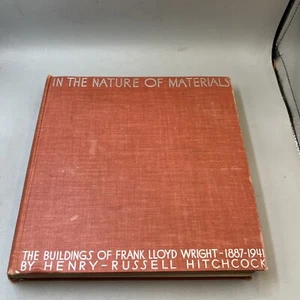 IN THE NATURE OF MATERIALS
THE BUILDINGS OF FRANK LLOYD WRIGHT - 1887-1941
BY HENRY-RUSSELL HITCHCOCK